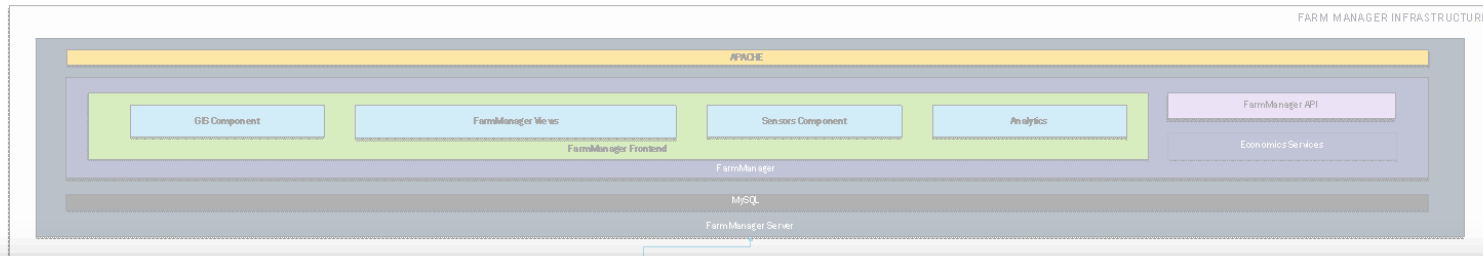 FARM MANAGER INFRASTRUCTURE
APACHE
GIS Component
FarmManager Views
Sensors Component
Analytics
FarmManager API
FarmManager Frontend
Economics Services
FarmManager
MySQL
FarmManager Server